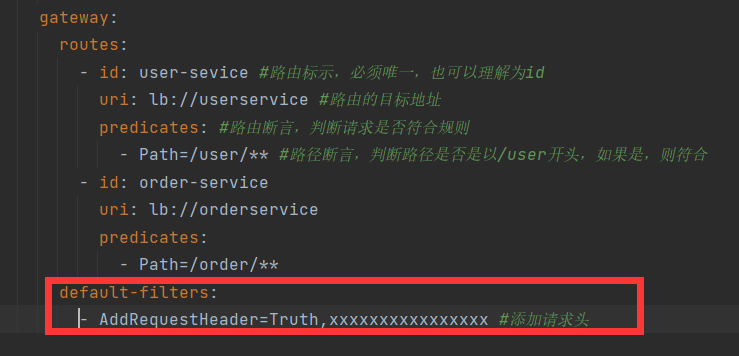 gateway:
routes:
- id: user-sevice #路由标示，必须唯一，也可以理解为id
uri: lb://userservice #路由的目标地址
predicates: #路由断言，判断请求是否符合规则
- Path=/user/** #路径断言，判断路径是否是以/user开头，如果是，则符合
- id: order-service
uri: lb://orderservice
predicates:
- Path=/order/**
default-filters:
- AddRequestHeader=Truth,xxxxxxxxxxxxxxxx #添加请求头